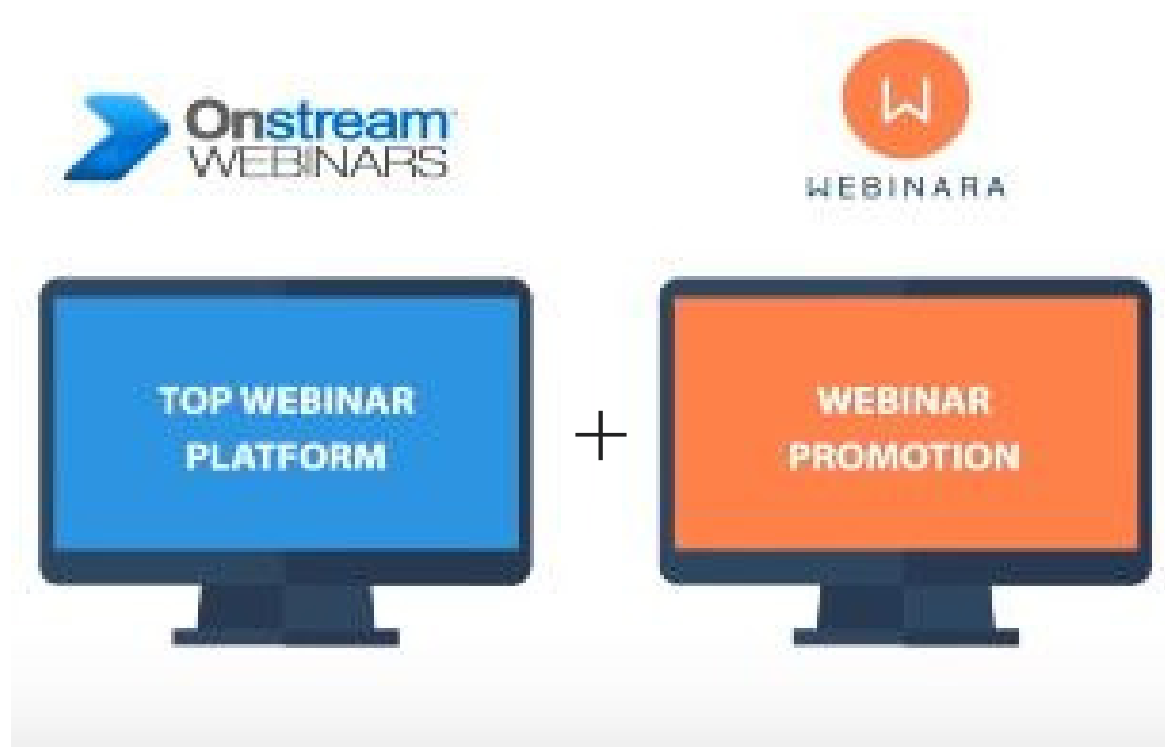 Onstream
WEBINARS
W
WEBINARA
TOP WEBINAR
PLATFORM
+
WEBINAR
PROMOTION